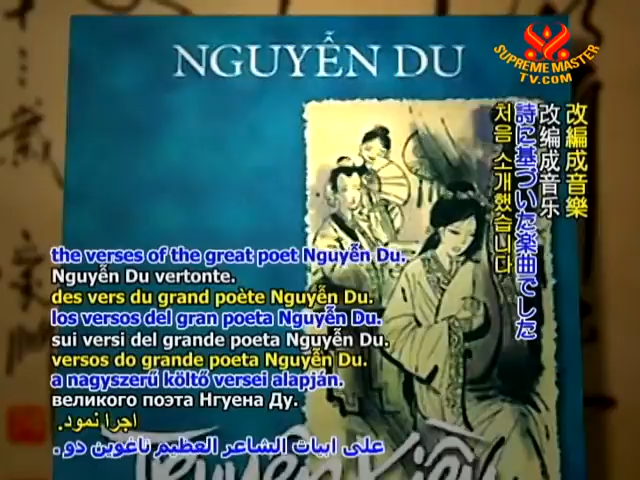 NGUYỄN DU
SUPREME MASTER
TV.COM
改編成音樂
改编成音乐
詩に基づいた楽曲でした
처음 소개했습니다
the verses of the great poet Nguyễn Du.
Nguyễn Du vertonte.
des vers du grand poète Nguyễn Du.
los versos del gran poeta Nguyễn Du.
sui versi del grande poeta Nguyễn Du.
versos do grande poeta Nguyễn Du.
a nagyszerű költő versei alapján.
великого поэта Нгуена Ду.
اجرا نمود.
على ابيات الشاعر العظيم ناغوين دو.
Truyện Kiều